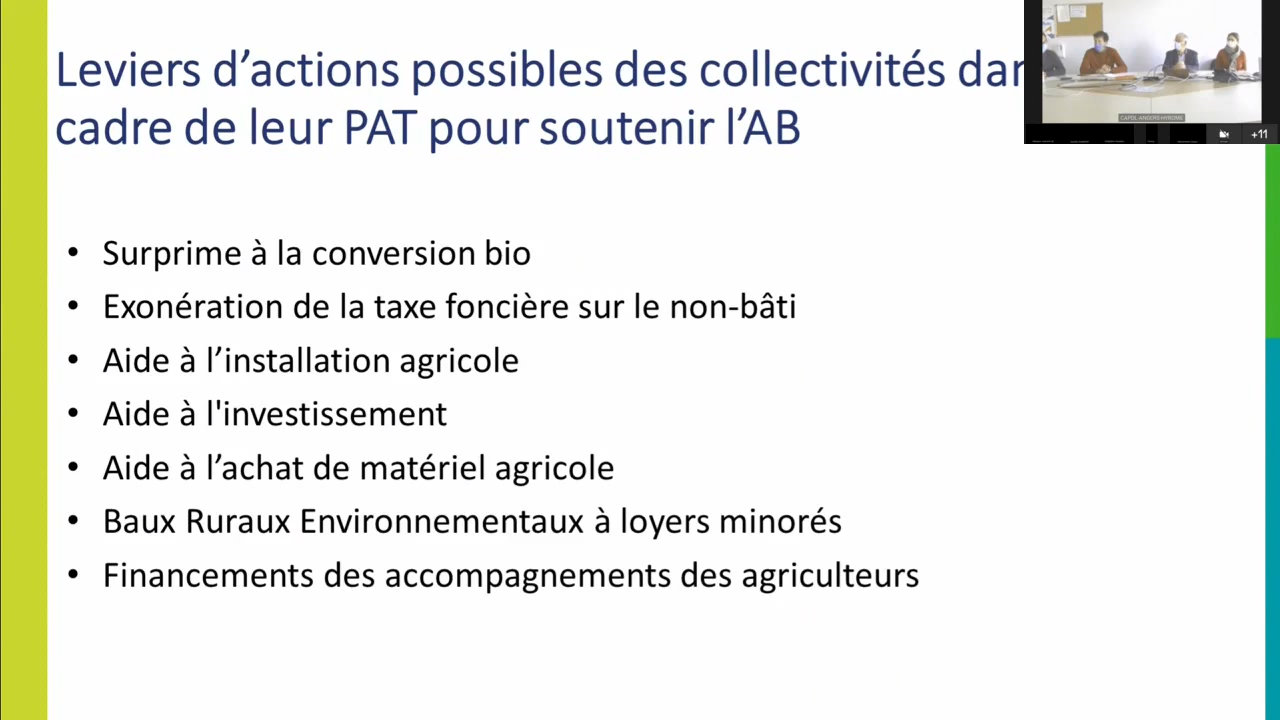 Leviers d’actions possibles des collectivités dan
cadre de leur PAT pour soutenir l’AB
+11
• Surprime à la conversion bio
• Exonération de la taxe foncière sur le non-bâti
• Aide à l’installation agricole
• Aide à l'investissement
• Aide à l’achat de matériel agricole
• Baux Ruraux Environnementaux à loyers minorés
• Financements des accompagnements des agriculteurs